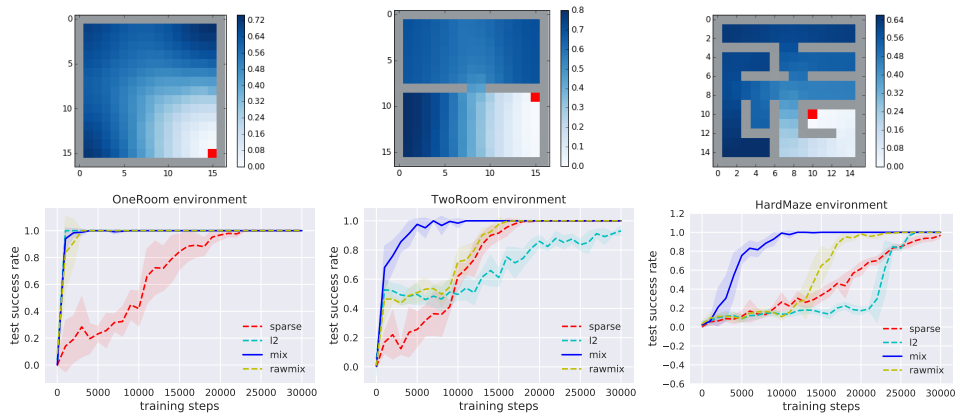 0
5
10
15
0 5 10 15
0.72
0.64
0.56
0.48
0.40
0.32
0.24
0.16
0.08
0.00
0
5
10
15
0 5 10 15
0.8
0.7
0.6
0.5
0.4
0.3
0.2
0.1
0.0
0
2
4
6
8
10
12
14
0 2 4 6 8 10 12 14
0.64
0.56
0.48
0.40
0.32
0.24
0.16
0.08
0.00
OneRoom environment
test success rate
1.0
0.8
0.6
0.4
0.2
0.0
sparse
l2
mix
rawmix
0 5000 10000 15000 20000 25000 30000
training steps
TwoRoom environment
test success rate
1.0
0.8
0.6
0.4
0.2
0.0
sparse
l2
mix
rawmix
0 5000 10000 15000 20000 25000 30000
training steps
HardMaze environment
test success rate
1.2
1.0
0.8
0.6
0.4
0.2
0.0
−0.2
−0.4
−0.6
sparse
l2
mix
rawmix
0 5000 10000 15000 20000 25000 30000
training steps